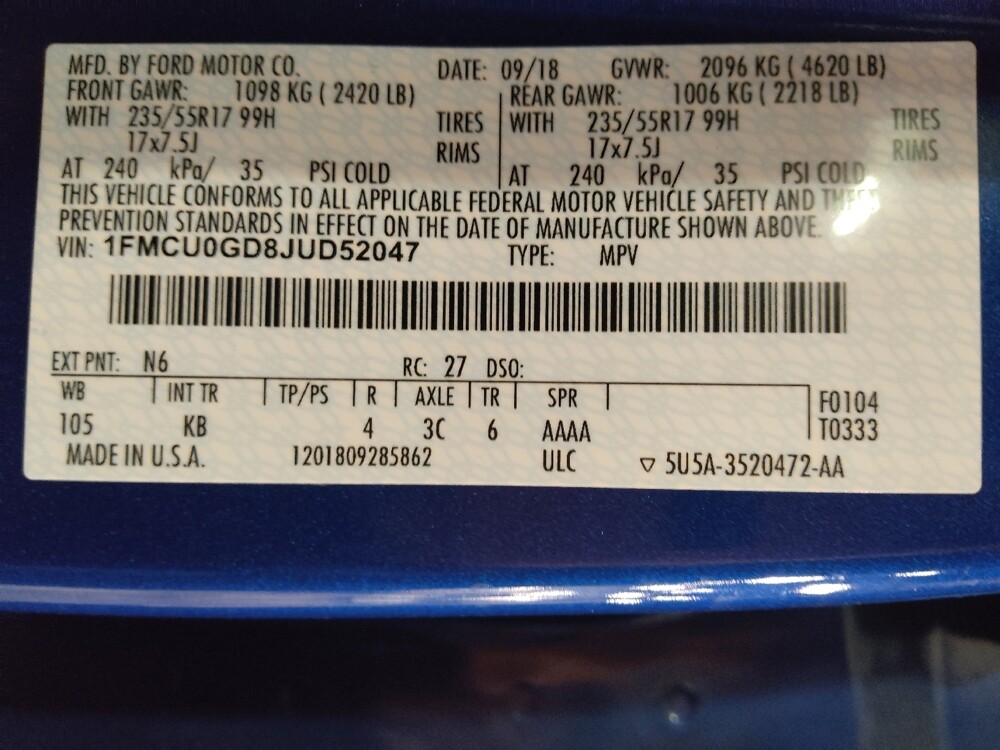 MFD. BY FORD MOTOR CO. DATE: 09/18 GVWR: 2096 KG ( 4620 LB)
FRONT GAWR: 1098 KG ( 2420 LB) REAR GAWR: 1006 KG ( 2218 LB)
WITH 235/55R17 99H TIRES WITH 235/55R17 99H TIRES
17x7.5J RIMS 17x7.5J RIMS
AT 240 kPa/ 35 PSI COLD AT 240 kPa/ 35 PSI COLD
THIS VEHICLE CONFORMS TO ALL APPLICABLE FEDERAL MOTOR VEHICLE SAFETY AND THEFT
PREVENTION STANDARDS IN EFFECT ON THE DATE OF MANUFACTURE SHOWN ABOVE.
VIN: 1FMCU0GD8JUD52047 TYPE: MPV
EXT PNT: N6 RC: 27 DSO:
WB INT TR TP/PS R AXLE TR SPR F0104
105 KB 4 3C 6 AAAA T0333
MADE IN U.S.A. 1201809285862 ULC ▽ 5U5A-3520472-AA